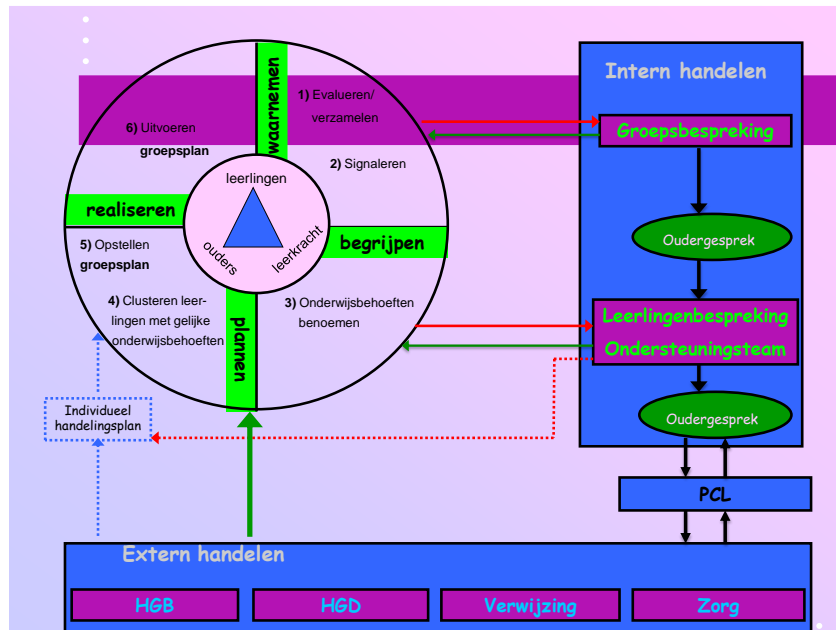 waarnemen
1) Evalueren/
verzamelen
2) Signaleren
begrijpen
3) Onderwijsbehoeften
benoemen
plannen
4) Clusteren leer-
lingen met gelijke
onderwijsbehoeften
5) Opstellen
groepsplan
realiseren
6) Uitvoeren
groepsplan
leerlingen
ouders
leerkracht
Individueel
handelingsplan
Intern handelen
Groepsbespreking
Oudergesprek
Leerlingenbespreking
Ondersteuningsteam
Oudergesprek
PCL
Extern handelen
HGB
HGD
Verwijzing
Zorg